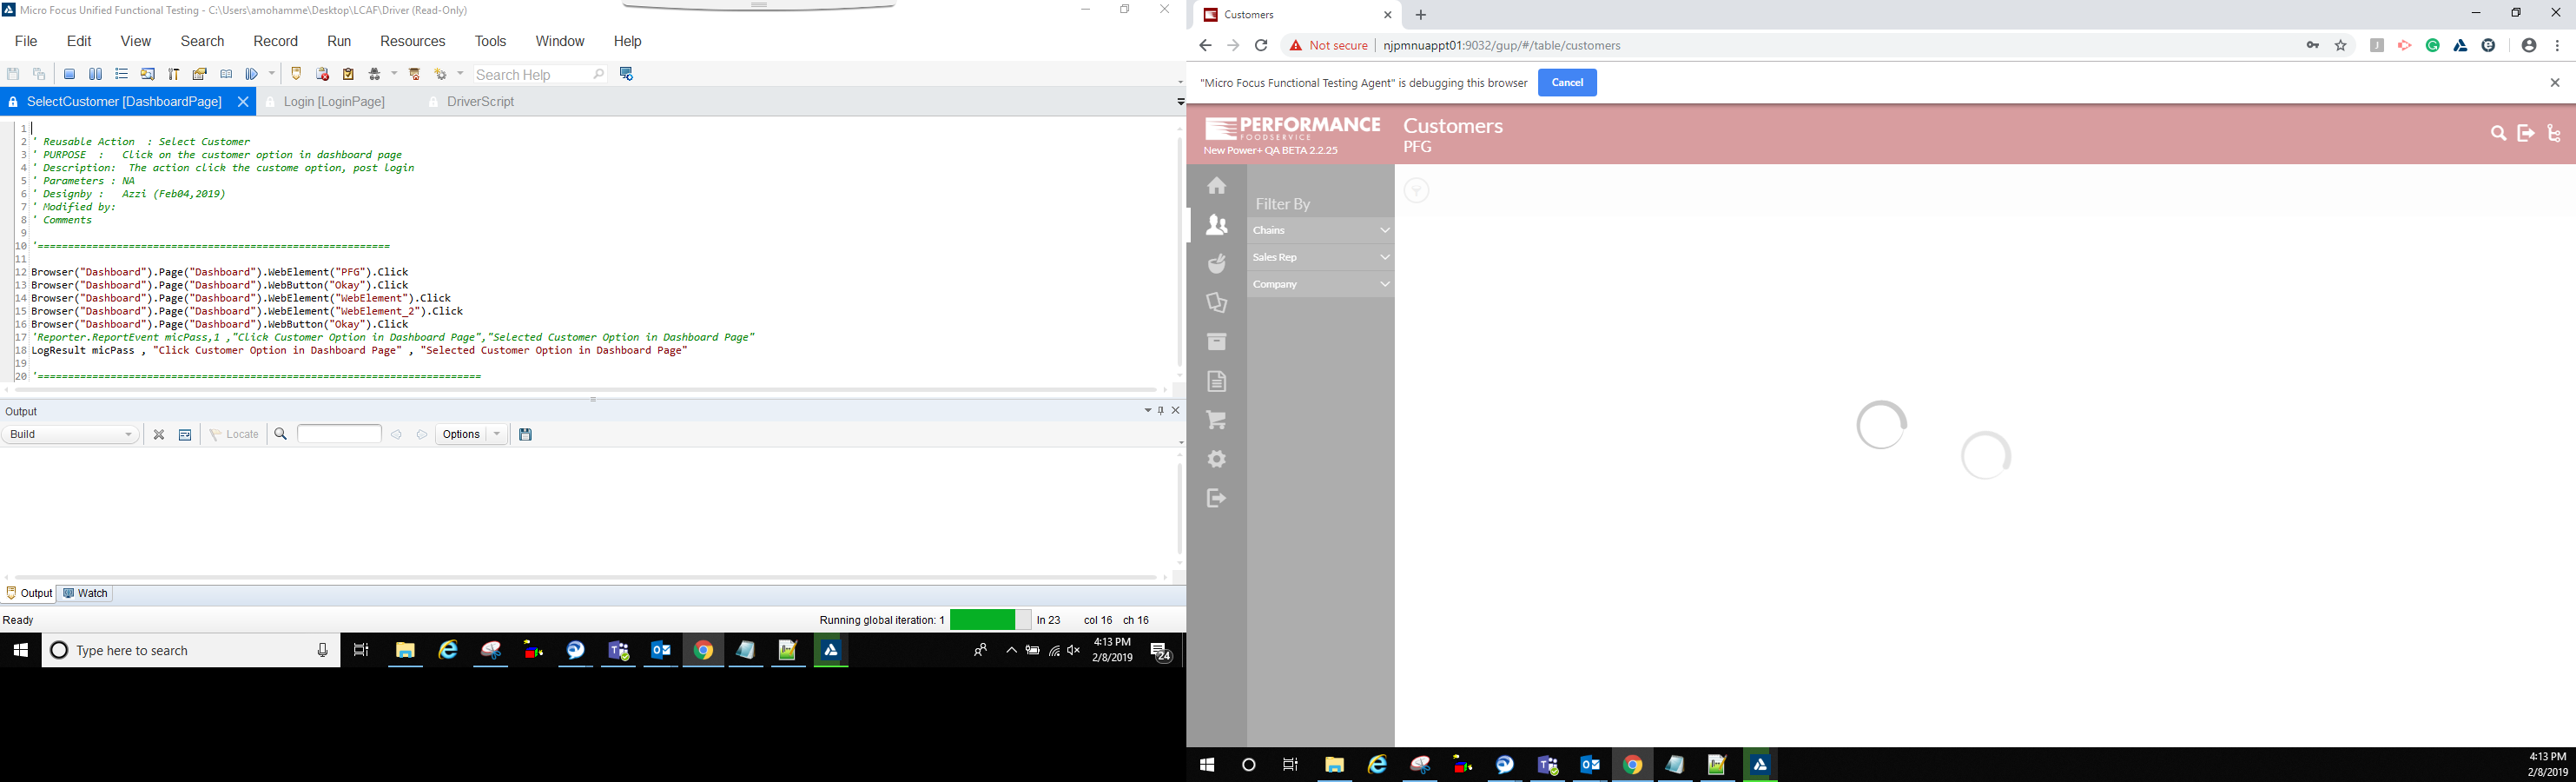 Micro Focus Unified Functional Testing - C:\Users\amohamme\Desktop\LCAF\Driver (Read-Only)
File Edit View Search Record Run Resources Tools Window Help
Search Help
SelectCustomer [DashboardPage] Login [LoginPage] DriverScript
1
2 ' Reusable Action : Select Customer
3 ' PURPOSE : Click on the customer option in dashboard page
4 ' Description: The action click the custome option, post login
5 ' Parameters : NA
6 ' Designby : Azzi (Feb04,2019)
7 ' Modified by:
8 ' Comments
9
10 '==========================================================
11
12 Browser("Dashboard").Page("Dashboard").WebElement("PFG").Click
13 Browser("Dashboard").Page("Dashboard").WebButton("Okay").Click
14 Browser("Dashboard").Page("Dashboard").WebElement("WebElement").Click
15 Browser("Dashboard").Page("Dashboard").WebElement("WebElement_2").Click
16 Browser("Dashboard").Page("Dashboard").WebButton("Okay").Click
17 'Reporter.ReportEvent micPass,1 ,"Click Customer Option in Dashboard Page","Selected Customer Option in Dashboard Page"
18 LogResult micPass , "Click Customer Option in Dashboard Page" , "Selected Customer Option in Dashboard Page"
19
20 '=========================================================================
Output
Build Locate Options
Output Watch
Ready Running global iteration: 1 ln 23 col 16 ch 16
Type here to search
4:13 PM
2/8/2019
24
Customers
Not secure njpmnuappt01:9032/gup/#/table/customers
"Micro Focus Functional Testing Agent" is debugging this browser Cancel
PERFORMANCE
FOODSERVICE
New Power+ QA BETA 2.2.25
Customers
PFG
Filter By
Chains
Sales Rep
Company
4:13 PM
2/8/2019